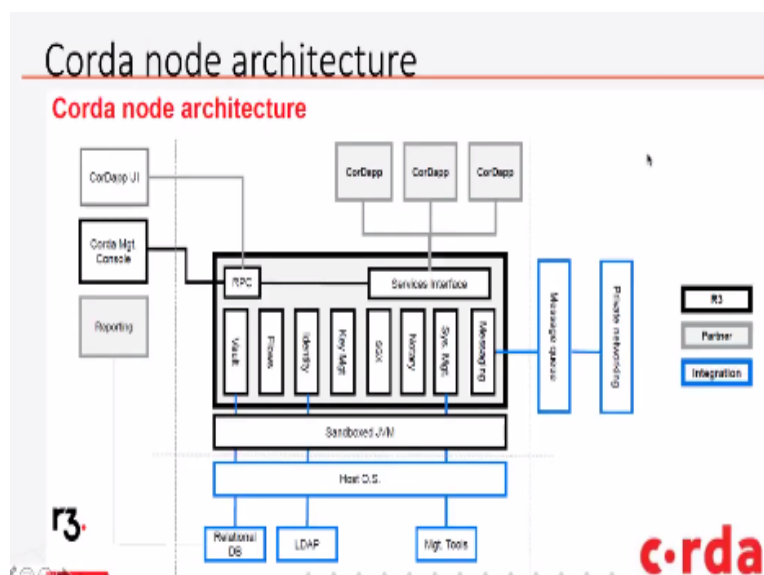 Corda node architecture
Corda node architecture
CorDapp UI
CorDapp
CorDapp
CorDapp
Corda Mgt
Console
Reporting
RPC
Services Interface
Vault
Flows
Identity
Key Mgt
SGX
Notary
Sys. Mgt.
Messaging
Message queue
Private networking
R3
Partner
Integration
Sandboxed JVM
Host O.S.
Relational
DB
LDAP
Mgt. Tools
r3.
c·rda